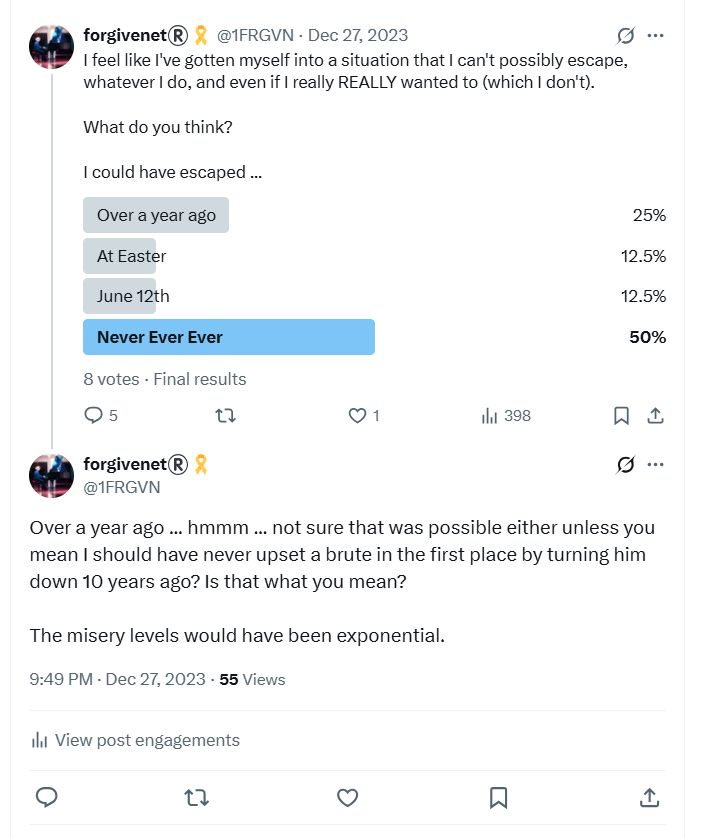 forgivenet®🎗 @1FRGVN · Dec 27, 2023
I feel like I've gotten myself into a situation that I can't possibly escape,
whatever I do, and even if I really REALLY wanted to (which I don't).
What do you think?
I could have escaped ...
Over a year ago 25%
At Easter 12.5%
June 12th 12.5%
Never Ever Ever 50%
8 votes · Final results
5 1 398
forgivenet®🎗
@1FRGVN
Over a year ago ... hmmm ... not sure that was possible either unless you
mean I should have never upset a brute in the first place by turning him
down 10 years ago? Is that what you mean?
The misery levels would have been exponential.
9:49 PM · Dec 27, 2023 · 55 Views
View post engagements